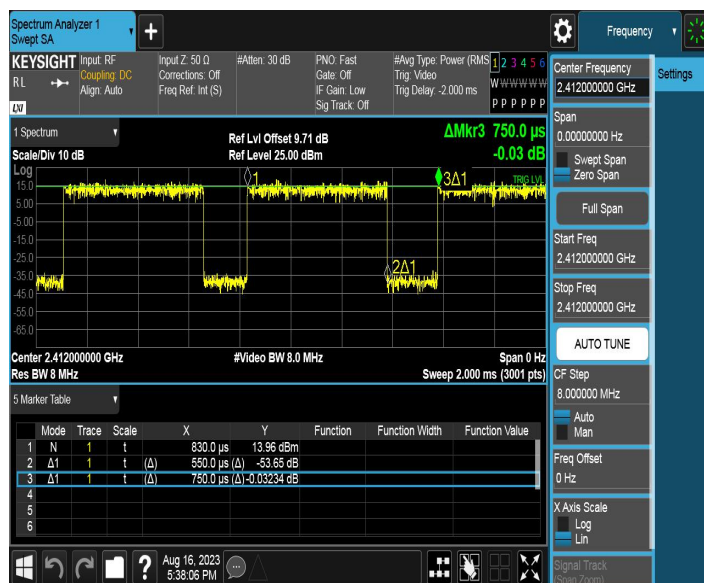 Spectrum Analyzer 1
Swept SA
+
Frequency
KEYSIGHT
RL
LXI
Input: RF
Coupling: DC
Align: Auto
Input Z: 50 Ω
Corrections: Off
Freq Ref: Int (S)
#Atten: 30 dB
PNO: Fast
Gate: Off
IF Gain: Low
Sig Track: Off
#Avg Type: Power (RMS
Trig: Video
Trig Delay: -2.000 ms
1 2 3 4 5 6
W W W W W W
P P P P P P
1 Spectrum
Scale/Div 10 dB
Ref Lvl Offset 9.71 dB
Ref Level 25.00 dBm
ΔMkr3 750.0 µs
-0.03 dB
Log
15.0
5.00
-5.00
-15.0
-25.0
-35.0
-45.0
-55.0
-65.0
1
3Δ1
TRIG LVL
2Δ1
Center 2.412000000 GHz
Res BW 8 MHz
#Video BW 8.0 MHz
Span 0 Hz
Sweep 2.000 ms (3001 pts)
5 Marker Table
Mode Trace Scale X Y Function Function Width Function Value
1 N 1 t 830.0 µs 13.96 dBm
2 Δ1 1 t (Δ) 550.0 µs (Δ) -53.65 dB
3 Δ1 1 t (Δ) 750.0 µs (Δ) -0.03234 dB
4
5
6
Center Frequency
2.412000000 GHz
Span
0.00000000 Hz
Swept Span
Zero Span
Full Span
Start Freq
2.412000000 GHz
Stop Freq
2.412000000 GHz
AUTO TUNE
CF Step
8.000000 MHz
Auto
Man
Freq Offset
0 Hz
X Axis Scale
Log
Lin
Signal Track
(Span Zoom)
Settings
?
Aug 16, 2023
5:38:06 PM